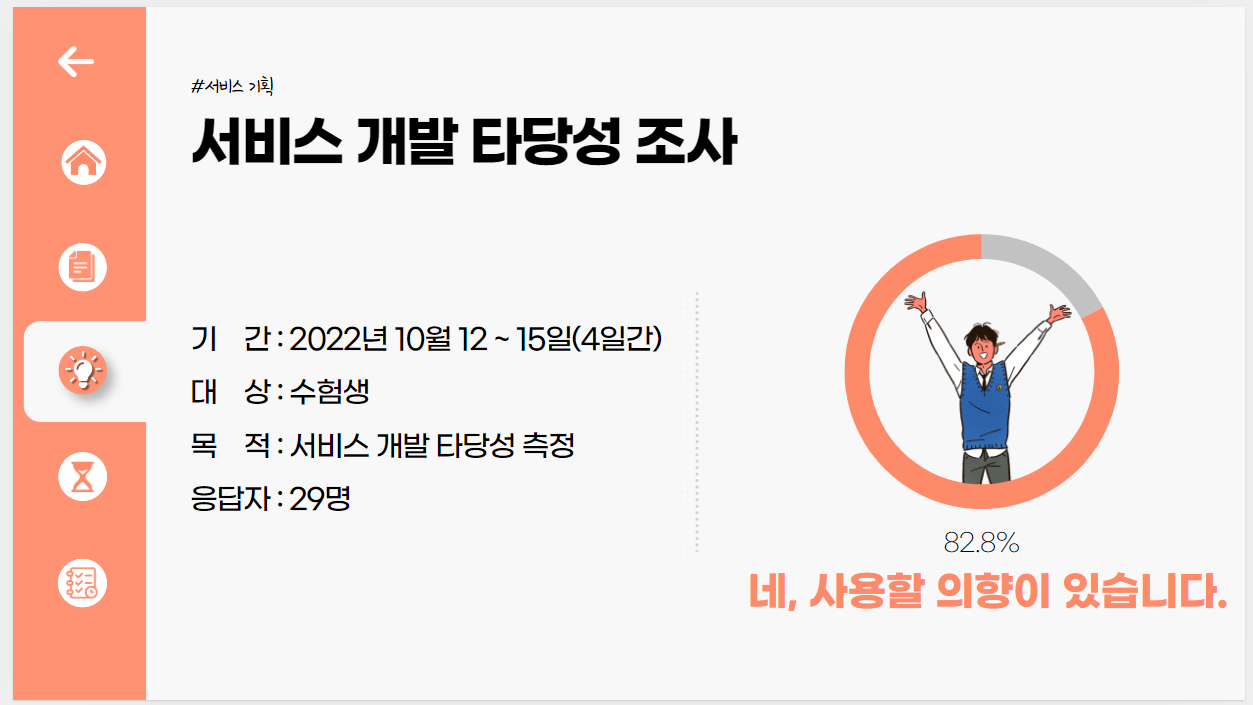 #서비스 기획
서비스 개발 타당성 조사
기 간 : 2022년 10월 12 ~ 15일(4일간)
대 상 : 수험생
목 적 : 서비스 개발 타당성 측정
응답자 : 29명
82.8%
네, 사용할 의향이 있습니다.